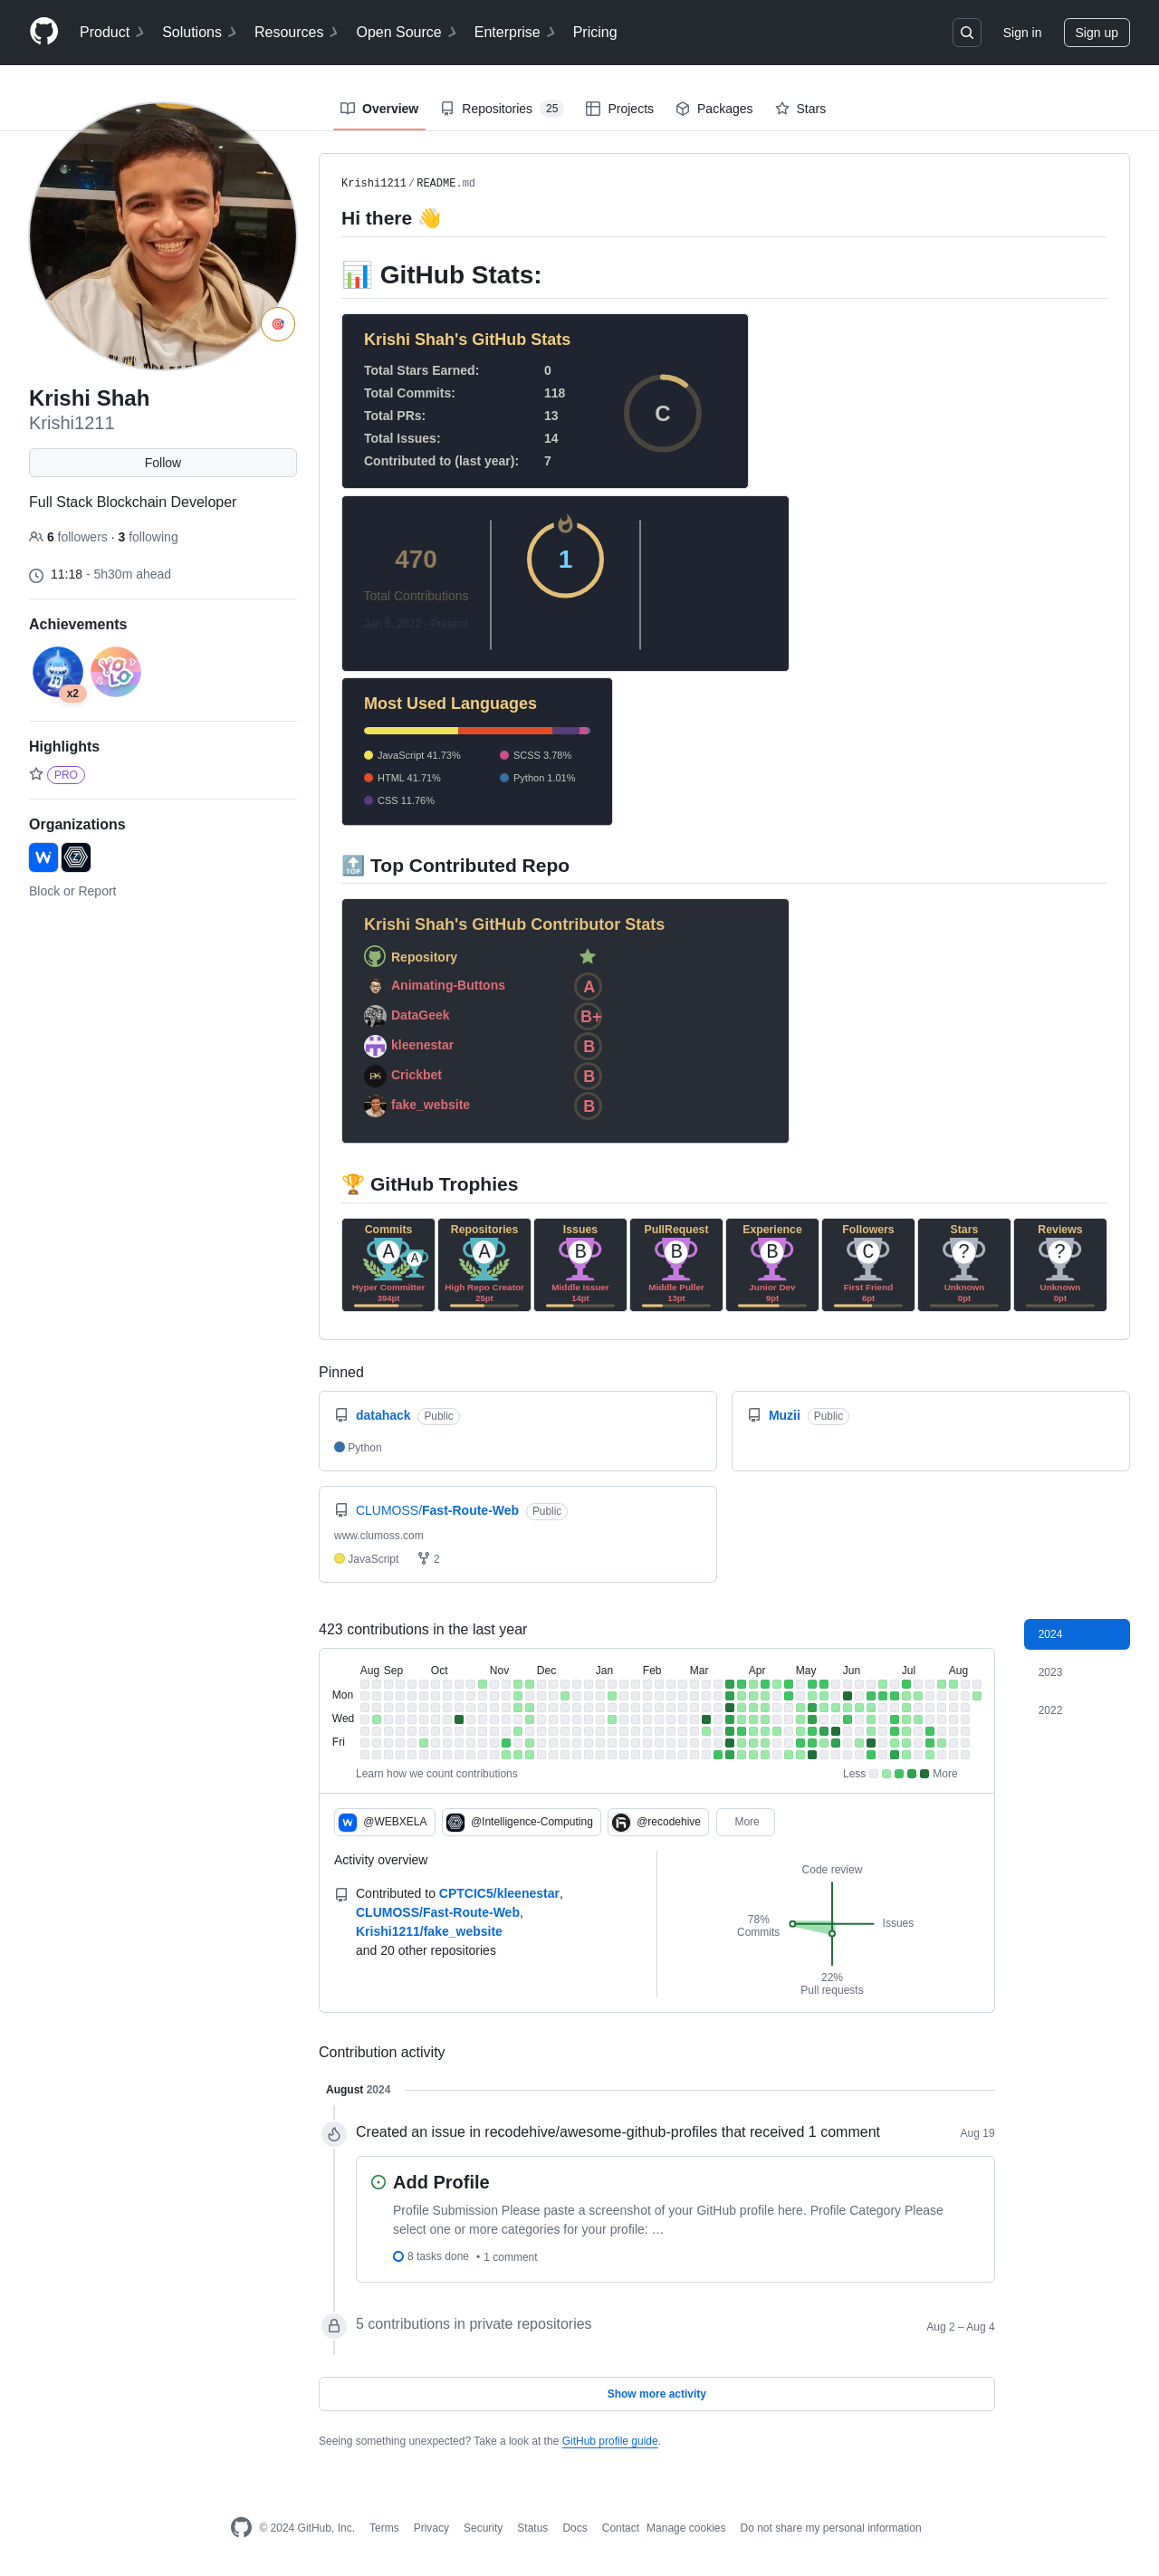 Product Solutions Resources Open Source Enterprise Pricing Sign in Sign up
Overview Repositories 25 Projects Packages Stars
Krishi Shah
Krishi1211
Follow
Full Stack Blockchain Developer
6 followers · 3 following
11:18 - 5h30m ahead
Achievements
x2
YOLO
Highlights
PRO
Organizations
Block or Report
Krishi1211/README.md
Hi there 👋
📊 GitHub Stats:
Krishi Shah's GitHub Stats
Total Stars Earned: 0
Total Commits: 118
Total PRs: 13
Total Issues: 14
Contributed to (last year): 7
C
470
Total Contributions
Jan 5, 2022 - Present
1
Most Used Languages
JavaScript 41.73% SCSS 3.78%
HTML 41.71% Python 1.01%
CSS 11.76%
🔝 Top Contributed Repo
Krishi Shah's GitHub Contributor Stats
Repository
Animating-Buttons A
DataGeek B+
kleenestar B
Crickbet B
fake_website B
🏆 GitHub Trophies
Commits Repositories Issues PullRequest Experience Followers Stars Reviews
A A A B B B C ? ?
Hyper Committer High Repo Creator Middle Issuer Middle Puller Junior Dev First Friend Unknown Unknown
394pt 25pt 14pt 13pt 9pt 6pt 0pt 0pt
Pinned
datahack Public
Python
Muzii Public
CLUMOSS/Fast-Route-Web Public
www.clumoss.com
JavaScript 2
423 contributions in the last year
2024
2023
2022
Aug Sep Oct Nov Dec Jan Feb Mar Apr May Jun Jul Aug
Mon
Wed
Fri
Learn how we count contributions Less More
@WEBXELA @Intelligence-Computing @recodehive More
Activity overview
Contributed to CPTCIC5/kleenestar,
CLUMOSS/Fast-Route-Web,
Krishi1211/fake_website
and 20 other repositories
Code review
78%
Commits
Issues
22%
Pull requests
Contribution activity
August 2024
Created an issue in recodehive/awesome-github-profiles that received 1 comment Aug 19
Add Profile
Profile Submission Please paste a screenshot of your GitHub profile here. Profile Category Please
select one or more categories for your profile: …
8 tasks done • 1 comment
5 contributions in private repositories Aug 2 – Aug 4
Show more activity
Seeing something unexpected? Take a look at the GitHub profile guide.
© 2024 GitHub, Inc. Terms Privacy Security Status Docs Contact Manage cookies Do not share my personal information